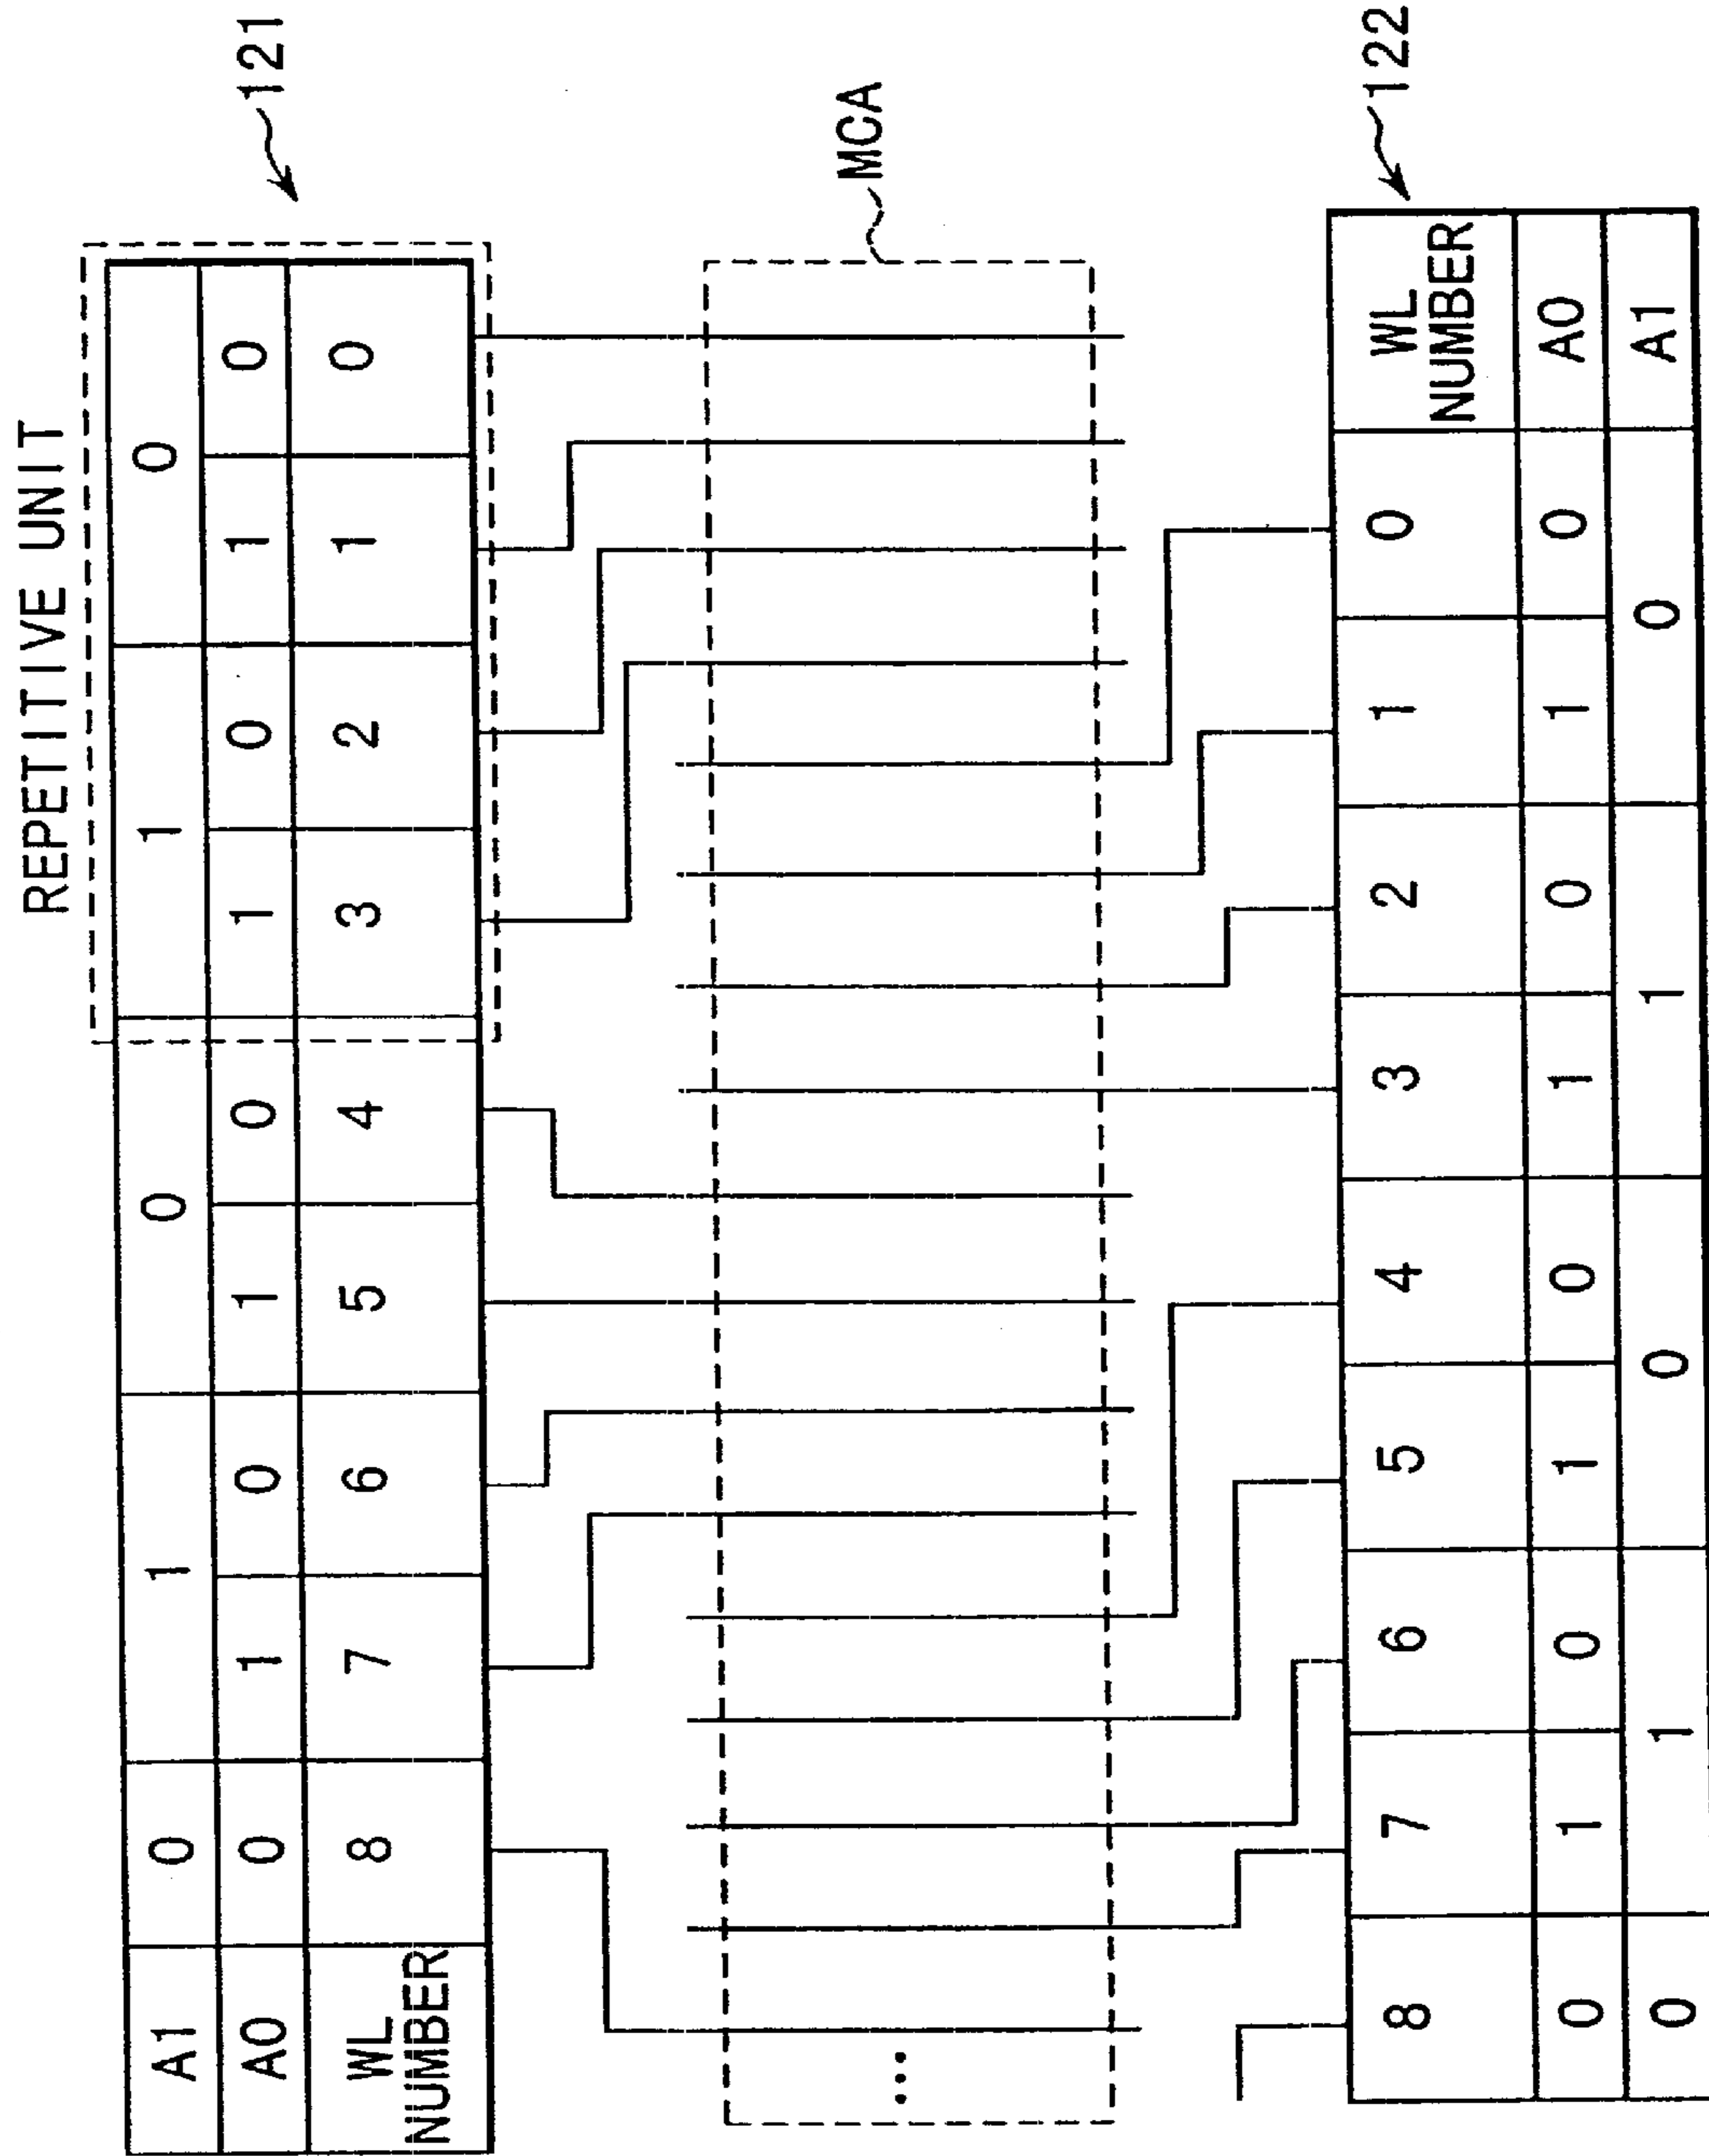 REPETITIVE UNIT
A1 0 1 0 1 0
A0 0 1 0 1 0 1 0 1 0
WL NUMBER 8 7 6 5 4 3 2 1 0
121
MCA
...
122
8 7 6 5 4 3 2 1 0 WL NUMBER
0 1 0 1 0 1 0 1 0 A0
0 1 0 1 0 A1